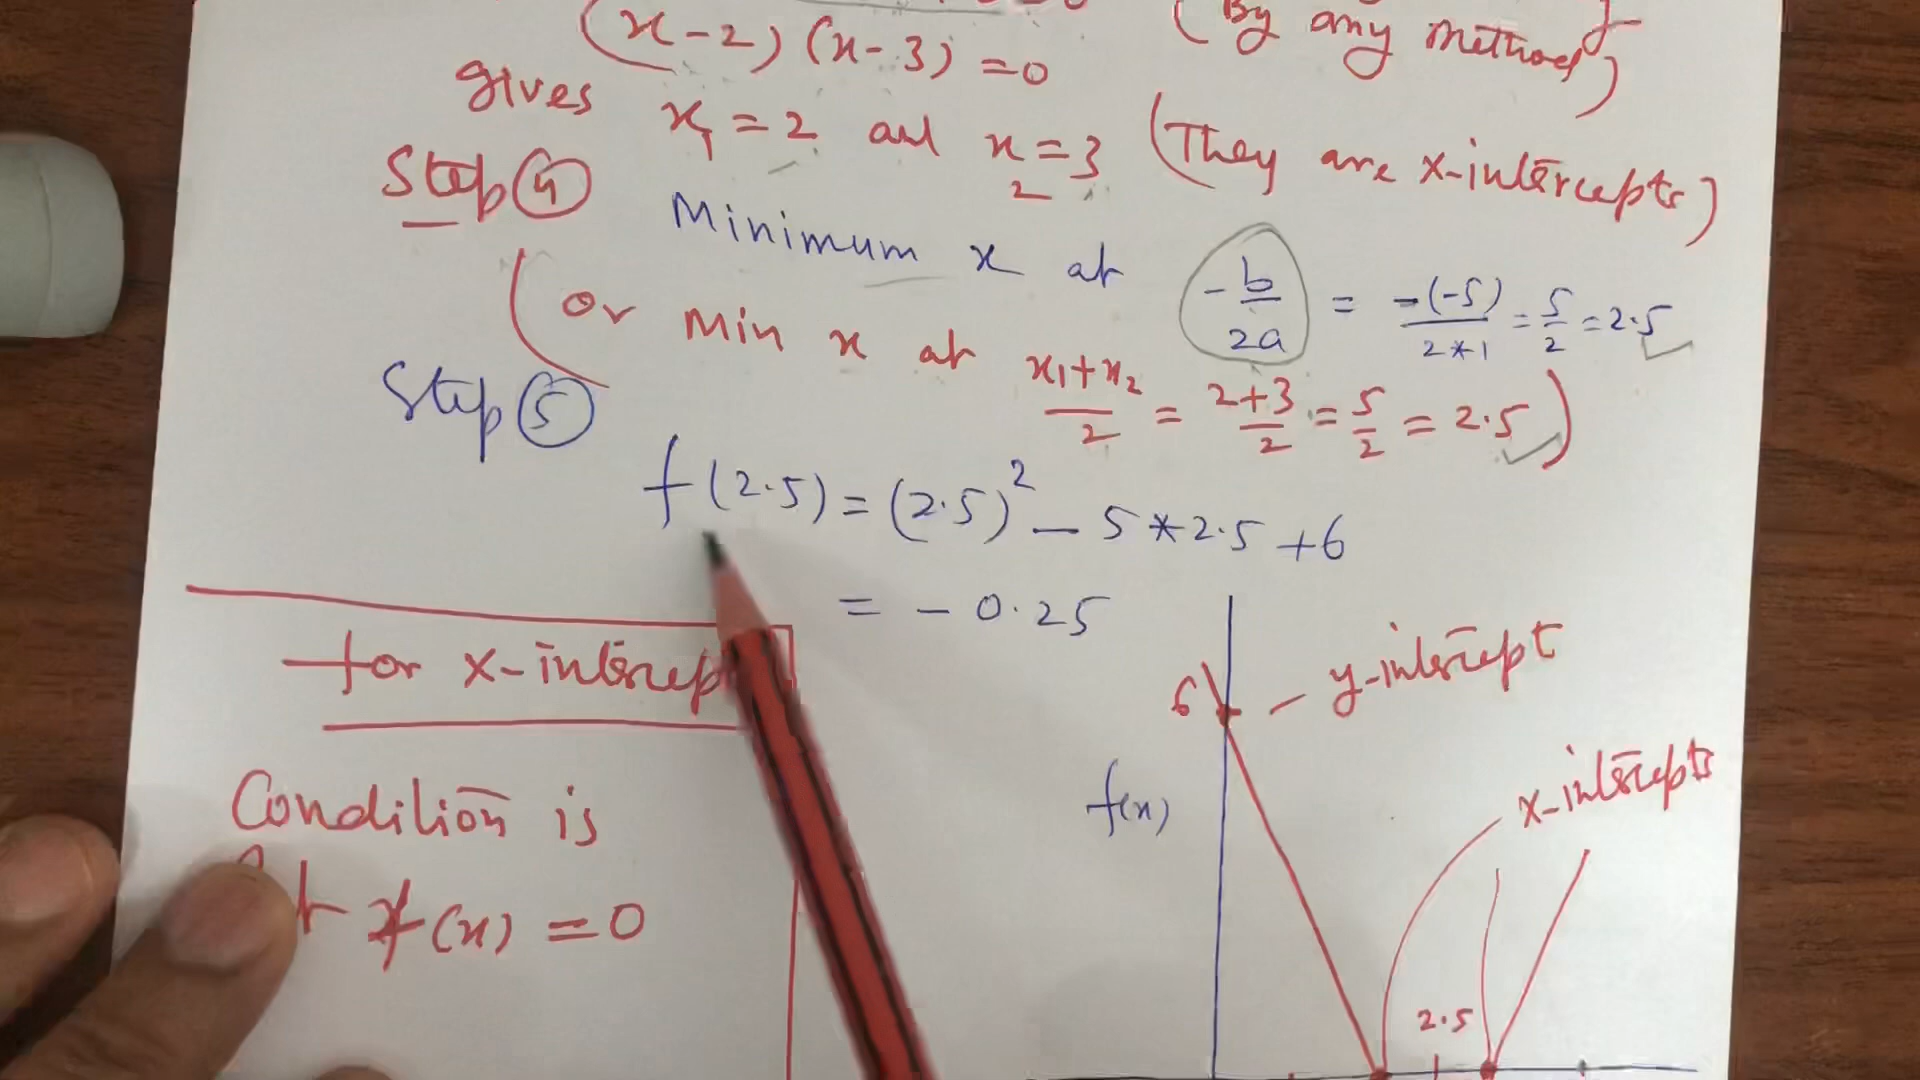 (x-2)(x-3)=0 (By any method)
gives x₁=2 and x₂=3 (They are x-intercepts)
Step ④ Minimum x at -b/2a = -(-5)/2*1 = 5/2 = 2.5
(Or Min x at x₁+x₂/2 = 2+3/2 = 5/2 = 2.5)
Step ⑤
f(2.5) = (2.5)² - 5*2.5 + 6
= -0.25
for x-intercept
Condition is
f(x) = 0
6 - y-intercept
x-intercepts
f(x)
2.5